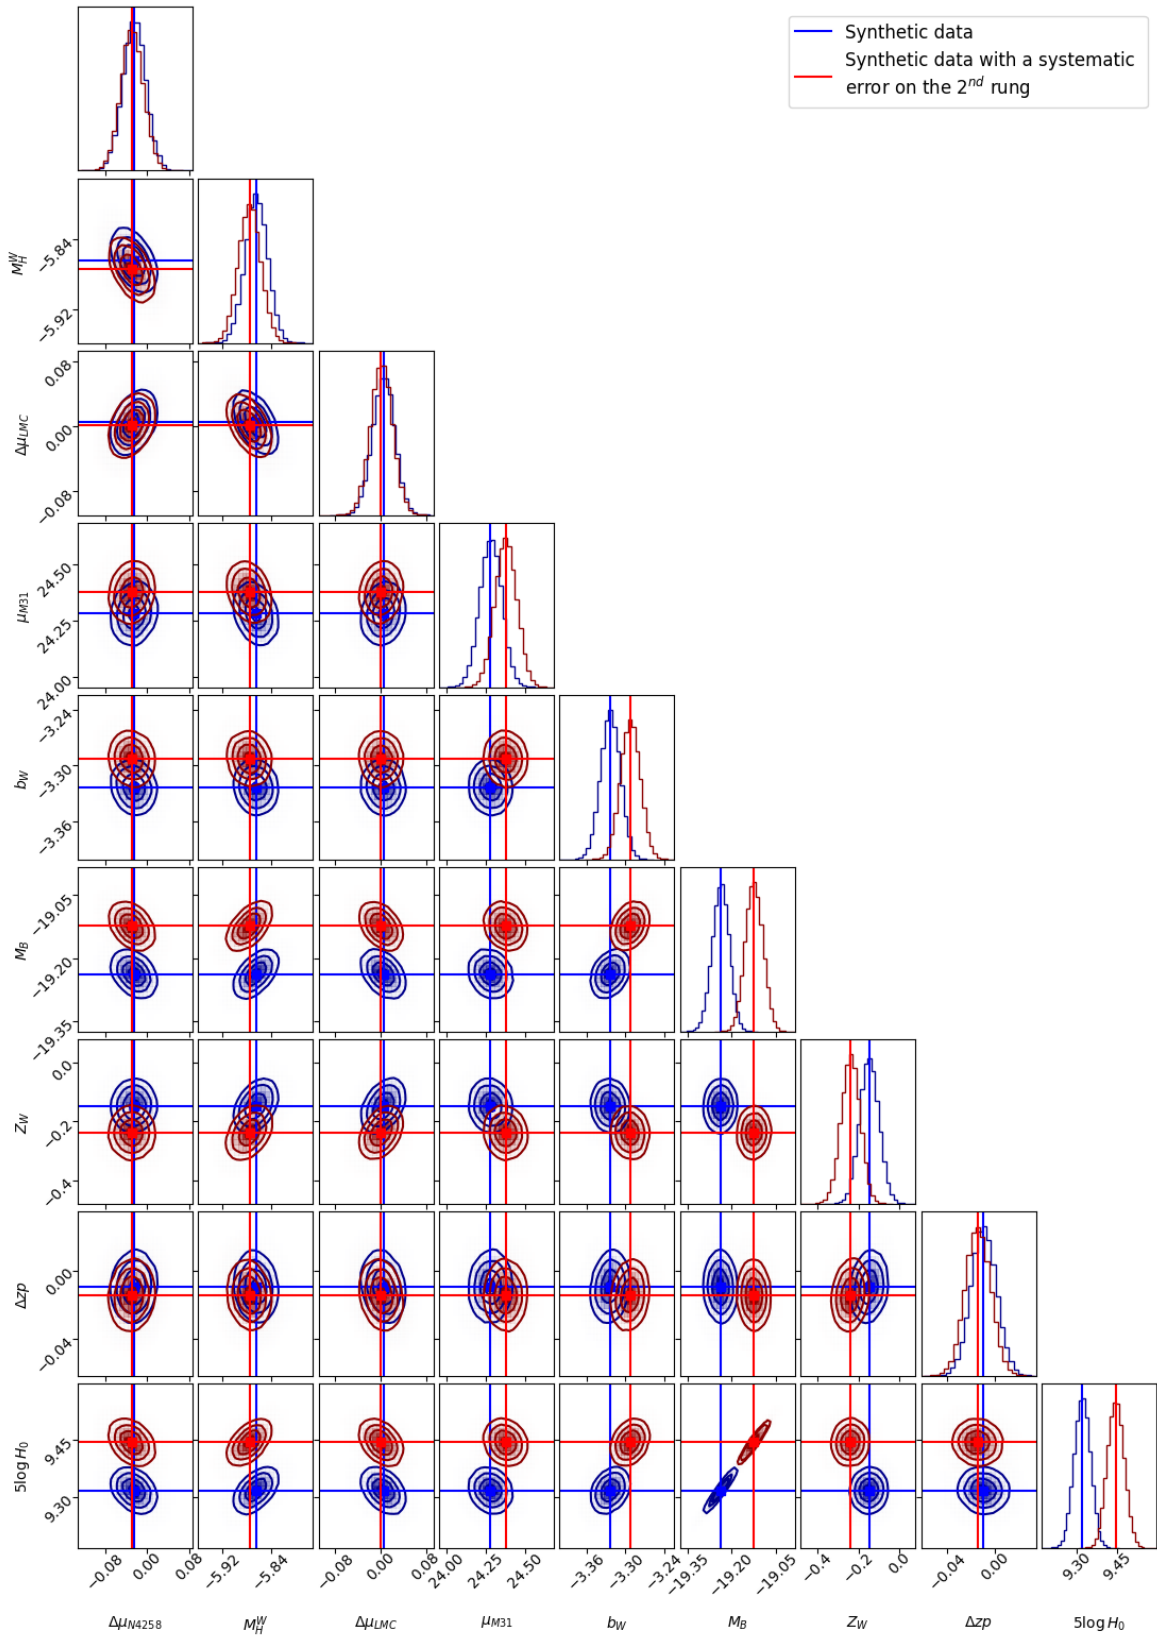 Synthetic data
Synthetic data with a systematic
error on the 2nd rung
M_H^W
−5.84
−5.92
Δμ_LMC
0.08
0.00
−0.08
μ_M31
24.50
24.25
24.00
b_W
−3.24
−3.30
−3.36
M_B
−19.05
−19.20
−19.35
Z_W
0.0
−0.2
−0.4
Δzp
0.00
−0.04
5log H_0
9.45
9.30
−0.08 0.00 0.08 −5.92 −5.84 −0.08 0.00 0.08 24.00 24.25 24.50 −3.36 −3.30 −3.24 −19.35 −19.20 −19.05 −0.4 −0.2 0.0 −0.04 0.00 9.30 9.45
Δμ_N4258 M_H^W Δμ_LMC μ_M31 b_W M_B Z_W Δzp 5log H_0